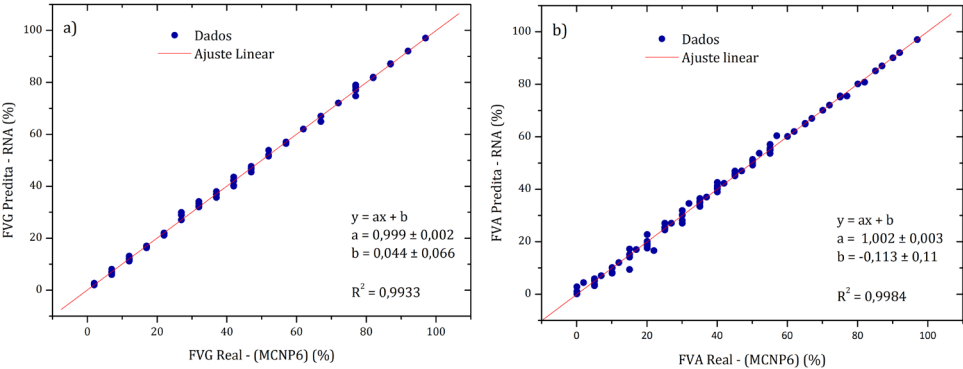 a)
Dados
Ajuste Linear
100
80
60
40
20
0
FVG Predita - RNA (%)
y = ax + b
a = 0,999 ± 0,002
b = 0,044 ± 0,066
R² = 0,9933
0 20 40 60 80 100
FVG Real - (MCNP6) (%)
b)
Dados
Ajuste linear
100
80
60
40
20
0
FVA Predita - RNA (%)
y = ax + b
a = 1,002 ± 0,003
b = -0,113 ± 0,11
R² = 0,9984
0 20 40 60 80 100
FVA Real - (MCNP6) (%)